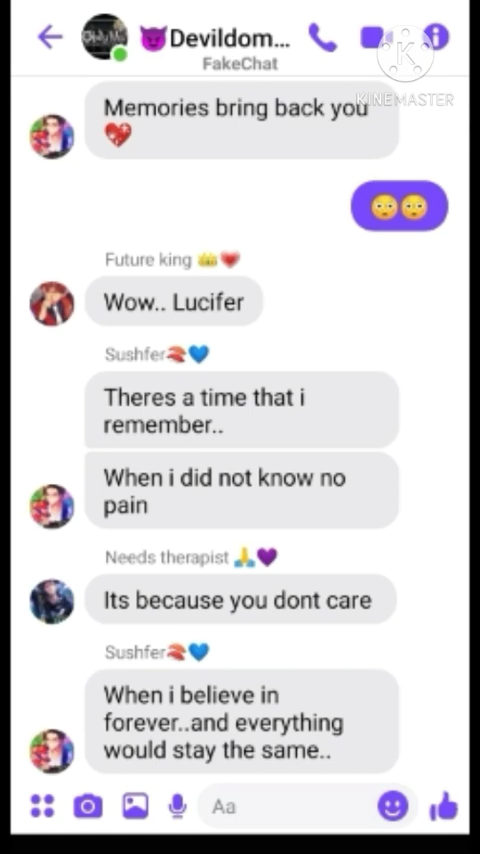 😈Devildom...
FakeChat
KINEMASTER
Memories bring back you
💖
😳😳
Future king 👑❤️
Wow.. Lucifer
Sushfer🍣💙
Theres a time that i
remember..
When i did not know no
pain
Needs therapist 🙏💜
Its because you dont care
Sushfer🍣💙
When i believe in
forever..and everything
would stay the same..
Aa